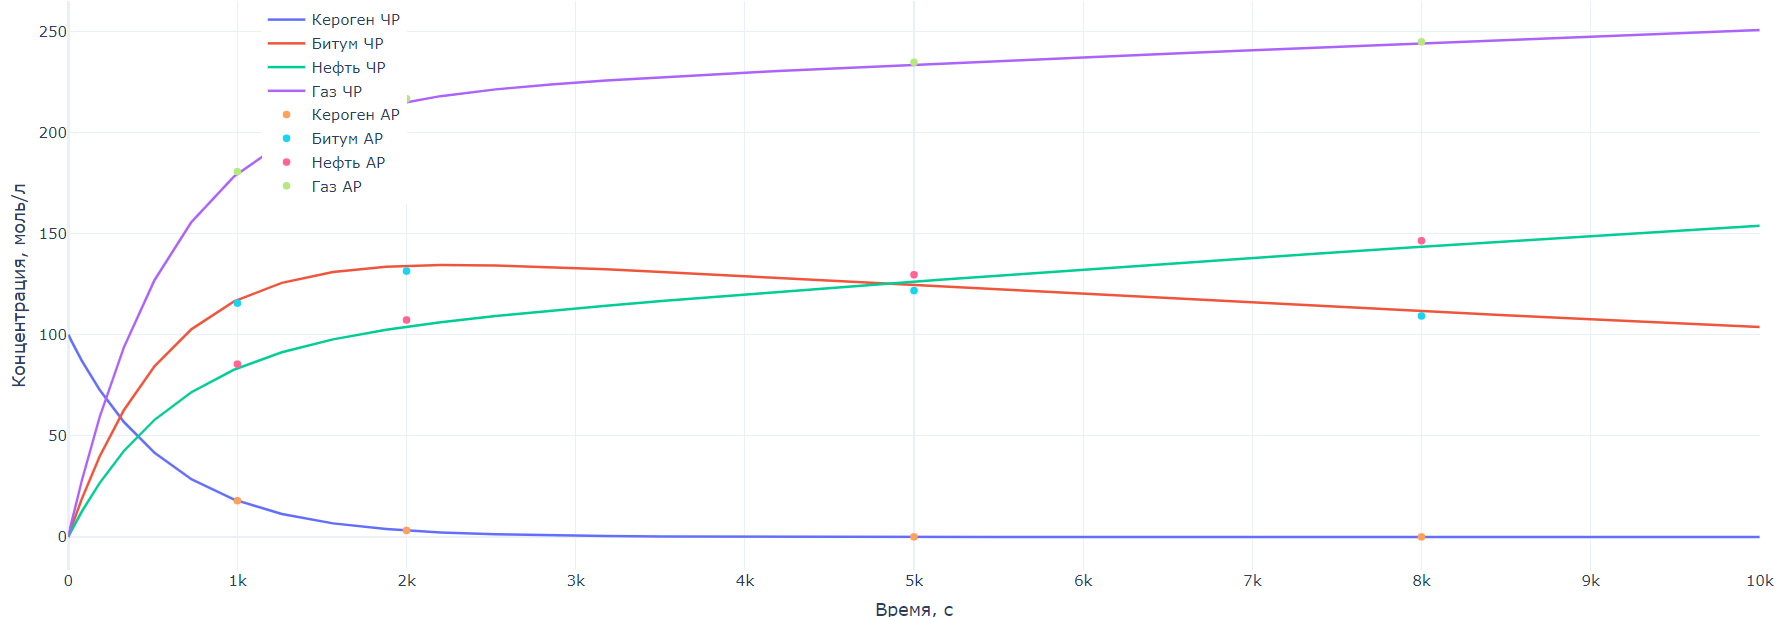 Концентрация, моль/л
250
200
150
100
50
0
Кероген ЧР
Битум ЧР
Нефть ЧР
Газ ЧР
Кероген АР
Битум АР
Нефть АР
Газ АР
0 1k 2k 3k 4k 5k 6k 7k 8k 9k 10k
Время, с